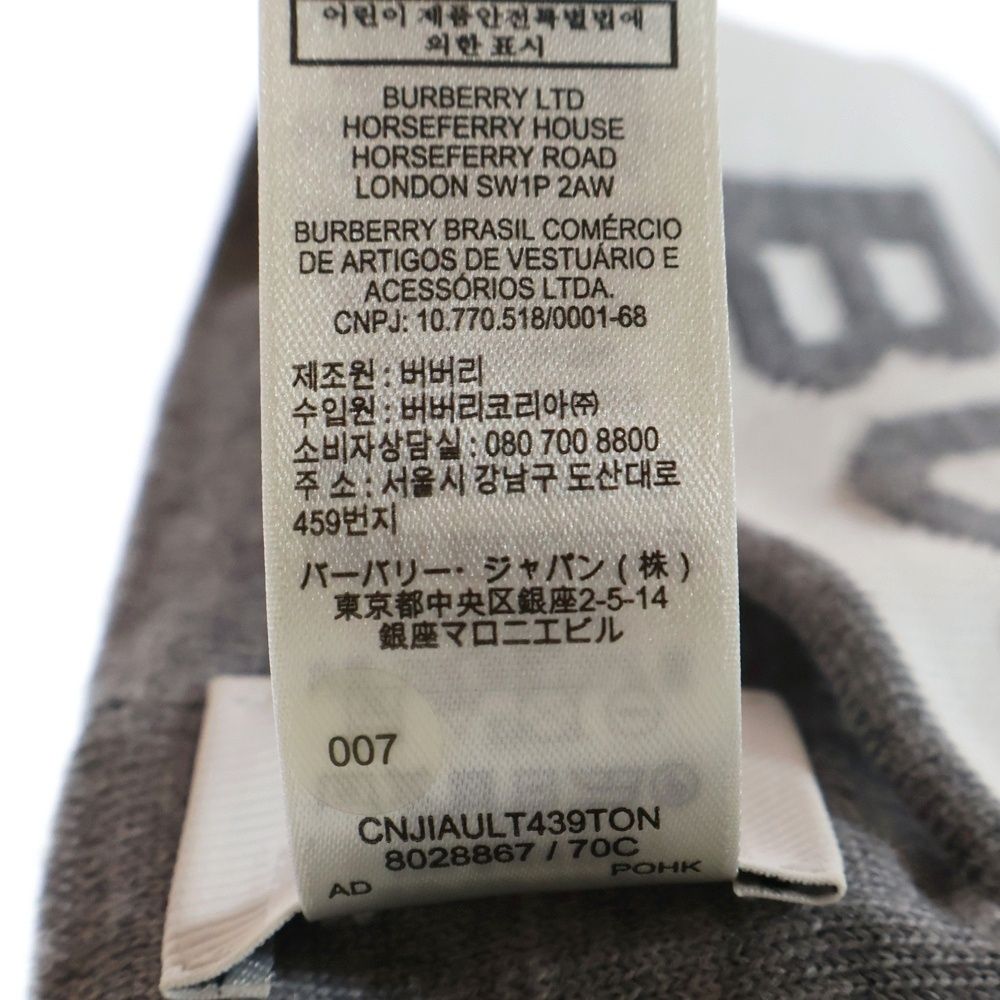 어린이 제품안전특별법에
의한 표시
BURBERRY LTD
HORSEFERRY HOUSE
HORSEFERRY ROAD
LONDON SW1P 2AW
BURBERRY BRASIL COMÉRCIO
DE ARTIGOS DE VESTUÁRIO E
ACESSÓRIOS LTDA.
CNPJ: 10.770.518/0001-68
제조원 : 버버리
수입원 : 버버리코리아㈜
소비자상담실 : 080 700 8800
주 소 : 서울시 강남구 도산대로
459번지
バーバリー・ジャパン ( 株 )
東京都中央区銀座2-5-14
銀座マロニエビル
007
CNJIAULT439TON
8028867 / 70C
AD
POHK
B